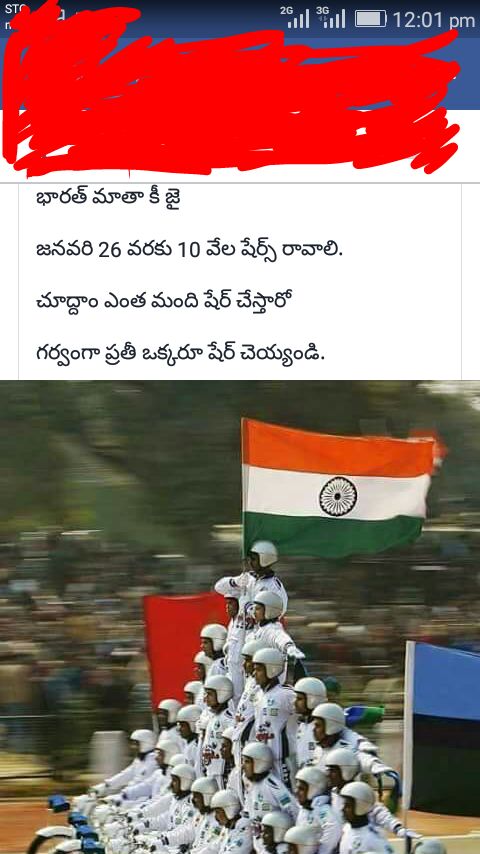 2G 3G 12:01 pm
భారత్ మాతా కీ జై
జనవరి 26 వరకు 10 వేల షేర్స్ రావాలి.
చూద్దాం ఎంత మంది షేర్ చేస్తారో
గర్వంగా ప్రతీ ఒక్కరూ షేర్ చెయ్యండి.